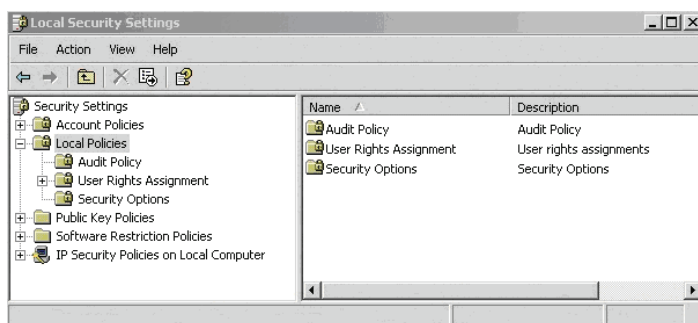 Local Security Settings
File Action View Help
Security Settings
Account Policies
Local Policies
Audit Policy
User Rights Assignment
Security Options
Public Key Policies
Software Restriction Policies
IP Security Policies on Local Computer
Name Description
Audit Policy Audit Policy
User Rights Assignment User rights assignments
Security Options Security Options